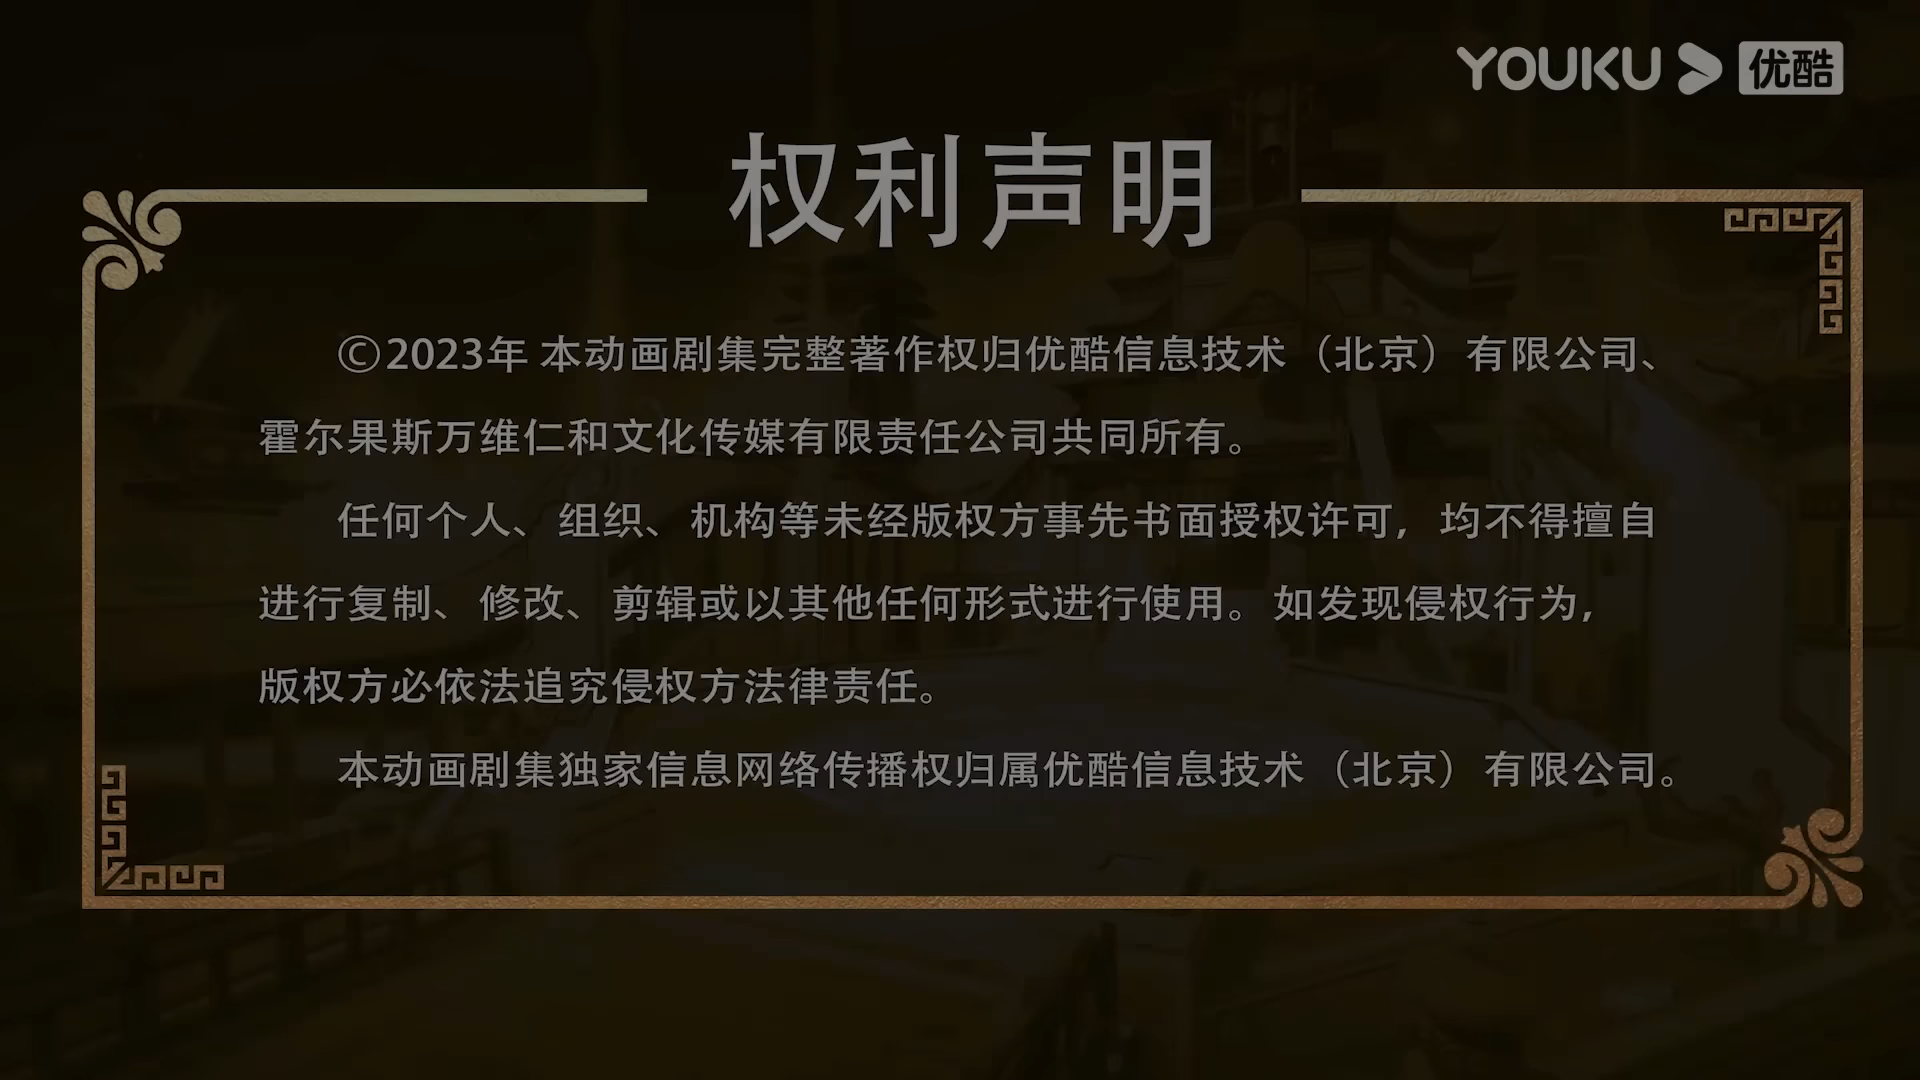 YOUKU 优酷
权利声明
©2023年 本动画剧集完整著作权归优酷信息技术（北京）有限公司、
霍尔果斯万维仁和文化传媒有限责任公司共同所有。
任何个人、组织、机构等未经版权方事先书面授权许可，均不得擅自
进行复制、修改、剪辑或以其他任何形式进行使用。如发现侵权行为，
版权方必依法追究侵权方法律责任。
本动画剧集独家信息网络传播权归属优酷信息技术（北京）有限公司。